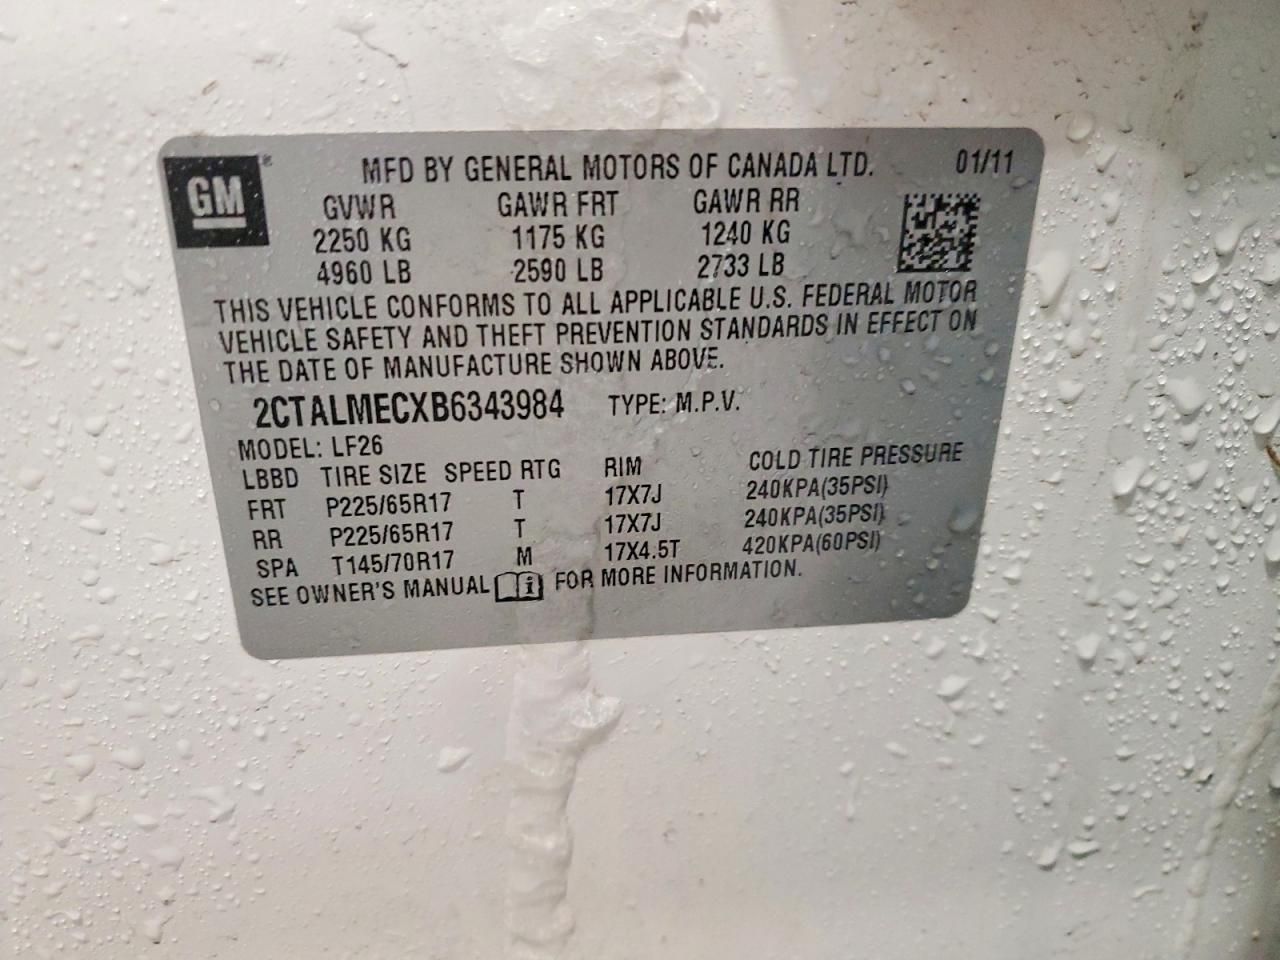 GM ®
MFD BY GENERAL MOTORS OF CANADA LTD. 01/11
GVWR GAWR FRT GAWR RR
2250 KG 1175 KG 1240 KG
4960 LB 2590 LB 2733 LB
THIS VEHICLE CONFORMS TO ALL APPLICABLE U.S. FEDERAL MOTOR
VEHICLE SAFETY AND THEFT PREVENTION STANDARDS IN EFFECT ON
THE DATE OF MANUFACTURE SHOWN ABOVE.
2CTALMECXB6343984 TYPE: M.P.V.
MODEL: LF26
LBBD TIRE SIZE SPEED RTG RIM COLD TIRE PRESSURE
FRT P225/65R17 T 17X7J 240KPA(35PSI)
RR P225/65R17 T 17X7J 240KPA(35PSI)
SPA T145/70R17 M 17X4.5T 420KPA(60PSI)
SEE OWNER'S MANUAL i FOR MORE INFORMATION.